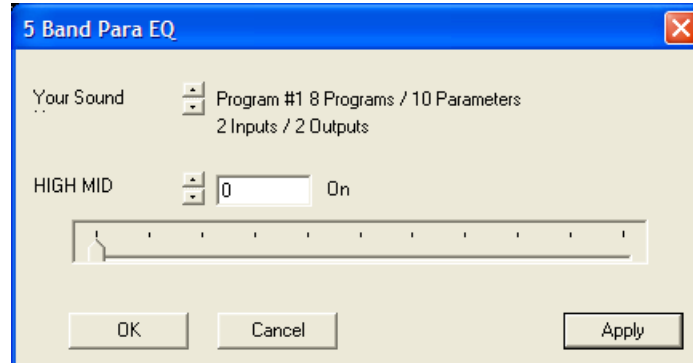 5 Band Para EQ
Your Sound
Program #1 8 Programs / 10 Parameters
2 Inputs / 2 Outputs
HIGH MID
0
On
OK
Cancel
Apply